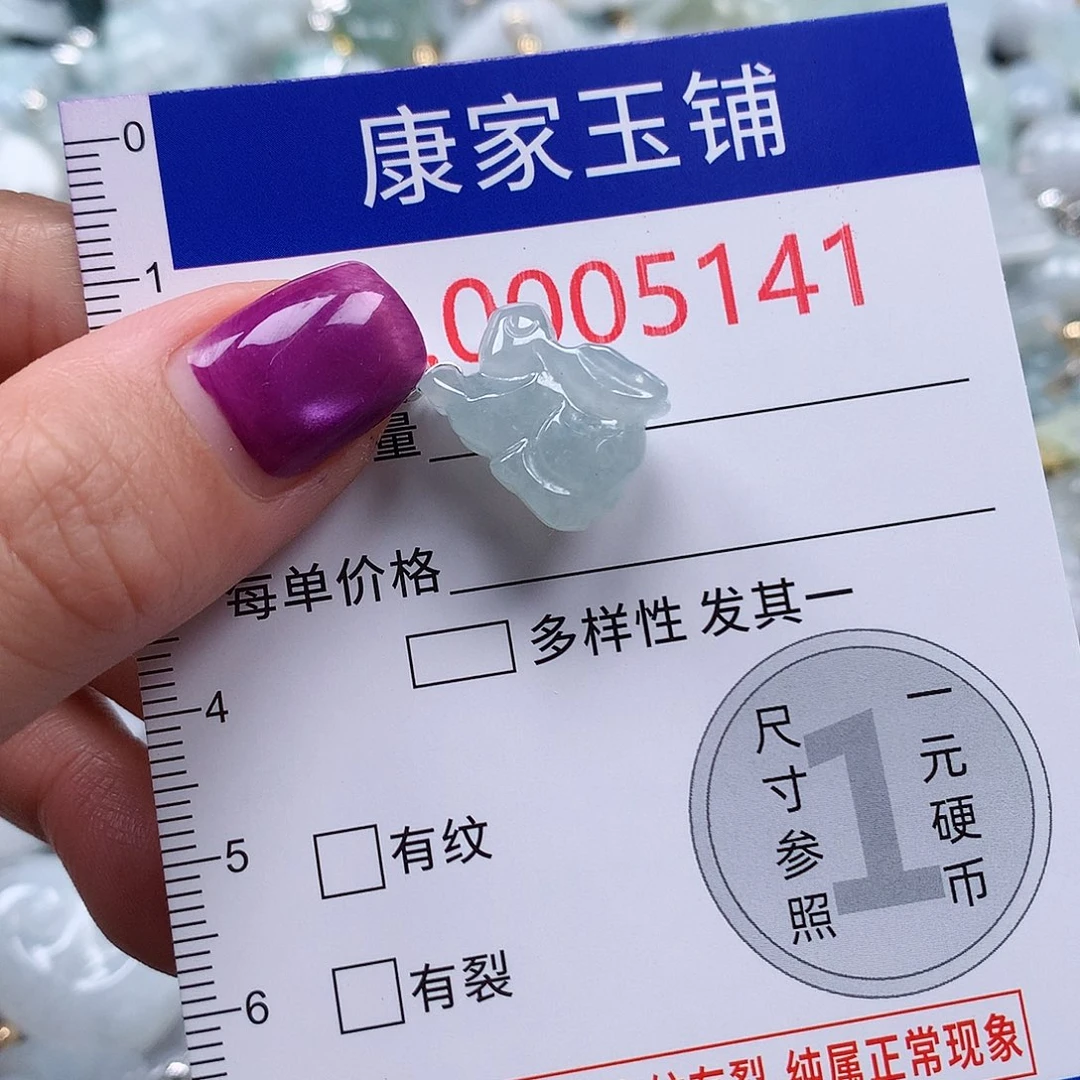 康家玉铺
0
.0005141
1
量
每单价格
多样性 发其一
4
尺寸参照
1
一元硬币
5
有纹
有裂
6
有裂 纯属正常现象